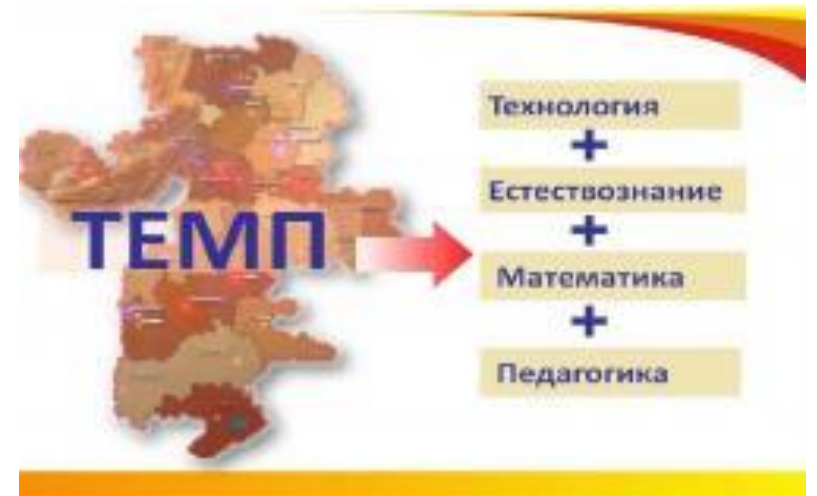 ТЕМП
Технология
+
Естествознание
+
Математика
+
Педагогика